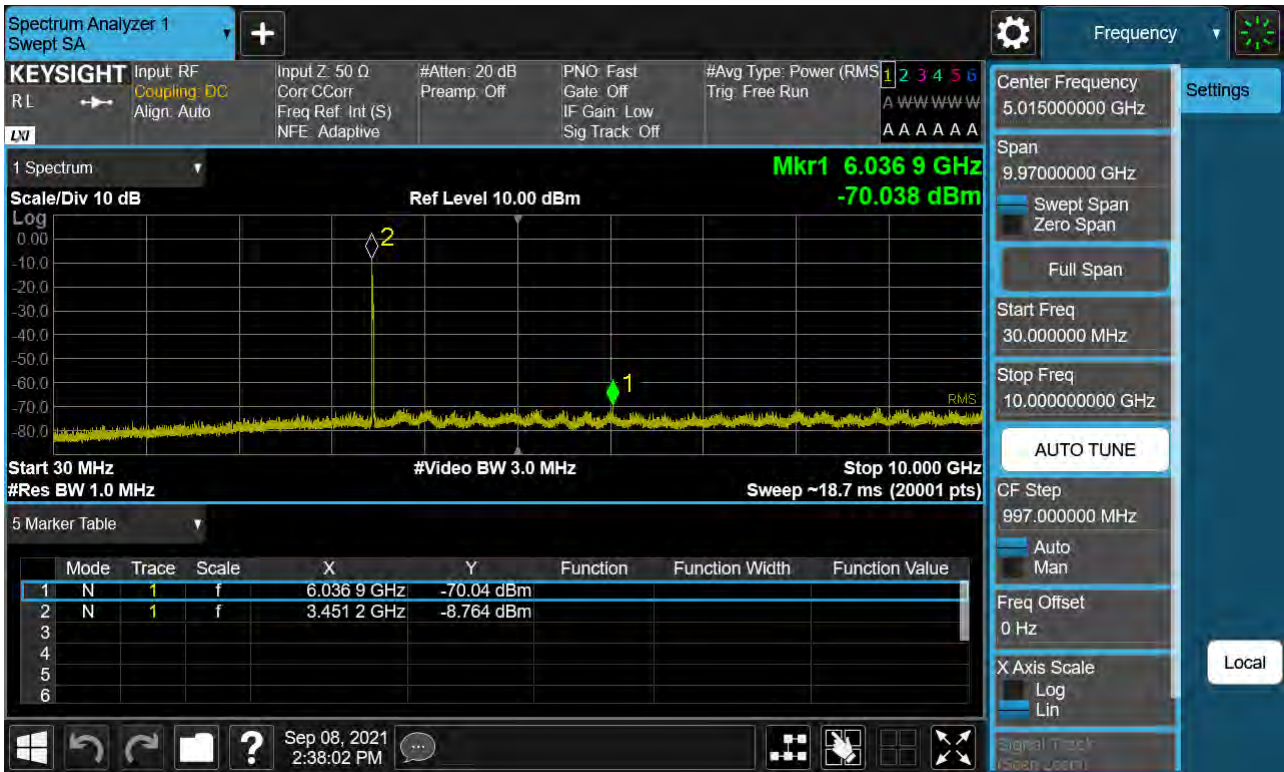 Spectrum Analyzer 1
Swept SA
Frequency
KEYSIGHT
RL
LXI
Input: RF
Coupling: DC
Align: Auto
Input Z: 50 Ω
Corr CCorr
Freq Ref: Int (S)
NFE: Adaptive
#Atten: 20 dB
Preamp: Off
PNO: Fast
Gate: Off
IF Gain: Low
Sig Track: Off
#Avg Type: Power (RMS
Trig: Free Run
1 2 3 4 5 6
A WW WW W
A A A A A A
1 Spectrum
Scale/Div 10 dB
Ref Level 10.00 dBm
Mkr1 6.036 9 GHz
-70.038 dBm
Log
0.00
-10.0
-20.0
-30.0
-40.0
-50.0
-60.0
-70.0
-80.0
2
1
RMS
Start 30 MHz
#Video BW 3.0 MHz
Stop 10.000 GHz
#Res BW 1.0 MHz
Sweep ~18.7 ms (20001 pts)
5 Marker Table
Mode Trace Scale X Y Function Function Width Function Value
1 N 1 f 6.036 9 GHz -70.04 dBm
2 N 1 f 3.451 2 GHz -8.764 dBm
3
4
5
6
Sep 08, 2021
2:38:02 PM
Center Frequency
5.015000000 GHz
Span
9.97000000 GHz
Swept Span
Zero Span
Full Span
Start Freq
30.000000 MHz
Stop Freq
10.000000000 GHz
AUTO TUNE
CF Step
997.000000 MHz
Auto
Man
Freq Offset
0 Hz
X Axis Scale
Log
Lin
Signal Track
(Span Zoom)
Settings
Local